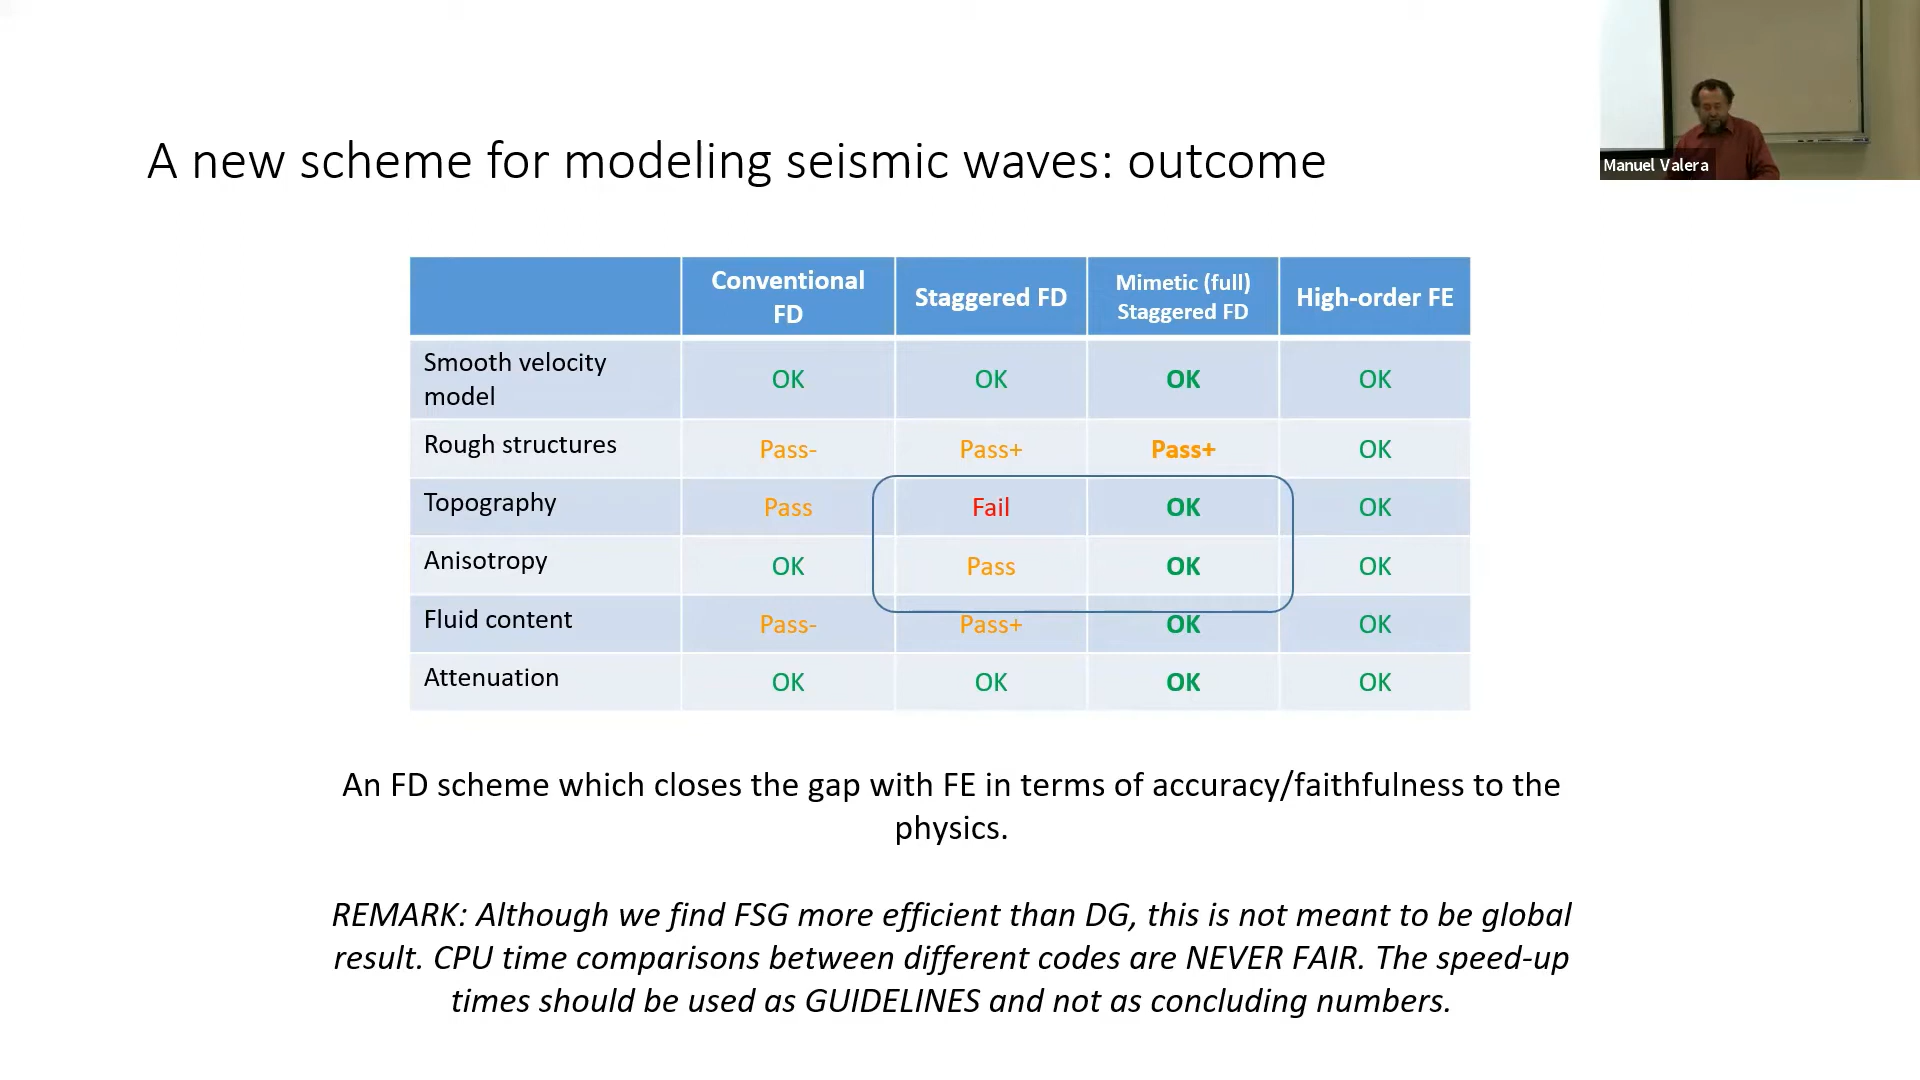 A new scheme for modeling seismic waves: outcome
Manuel Valera
Conventional
FD
Staggered FD
Mimetic (full)
Staggered FD
High-order FE
Smooth velocity
model
OK
OK
OK
OK
Rough structures
Pass-
Pass+
Pass+
OK
Topography
Pass
Fail
OK
OK
Anisotropy
OK
Pass
OK
OK
Fluid content
Pass-
Pass+
OK
OK
Attenuation
OK
OK
OK
OK
An FD scheme which closes the gap with FE in terms of accuracy/faithfulness to the
physics.
REMARK: Although we find FSG more efficient than DG, this is not meant to be global
result. CPU time comparisons between different codes are NEVER FAIR. The speed-up
times should be used as GUIDELINES and not as concluding numbers.